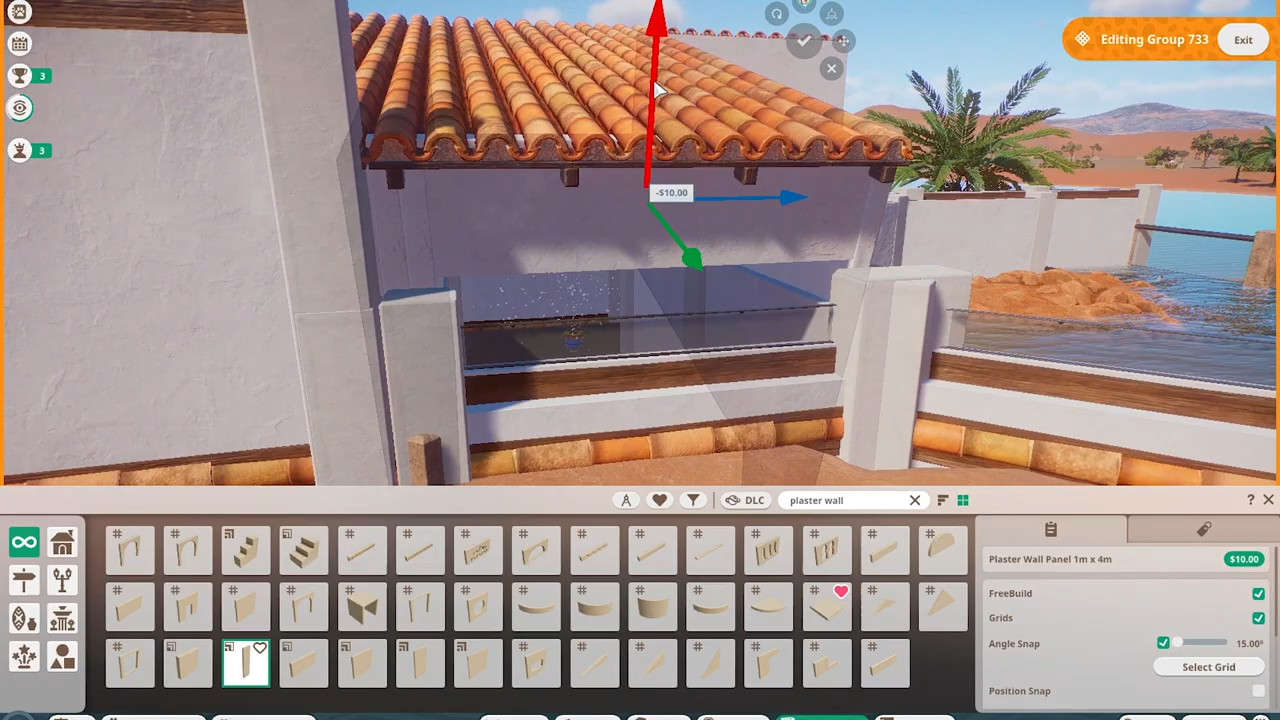 3
3
Editing Group 733
Exit
-$10.00
DLC
plaster wall
?
Plaster Wall Panel 1m x 4m
$10.00
FreeBuild
Grids
Angle Snap
15.00°
Select Grid
Position Snap